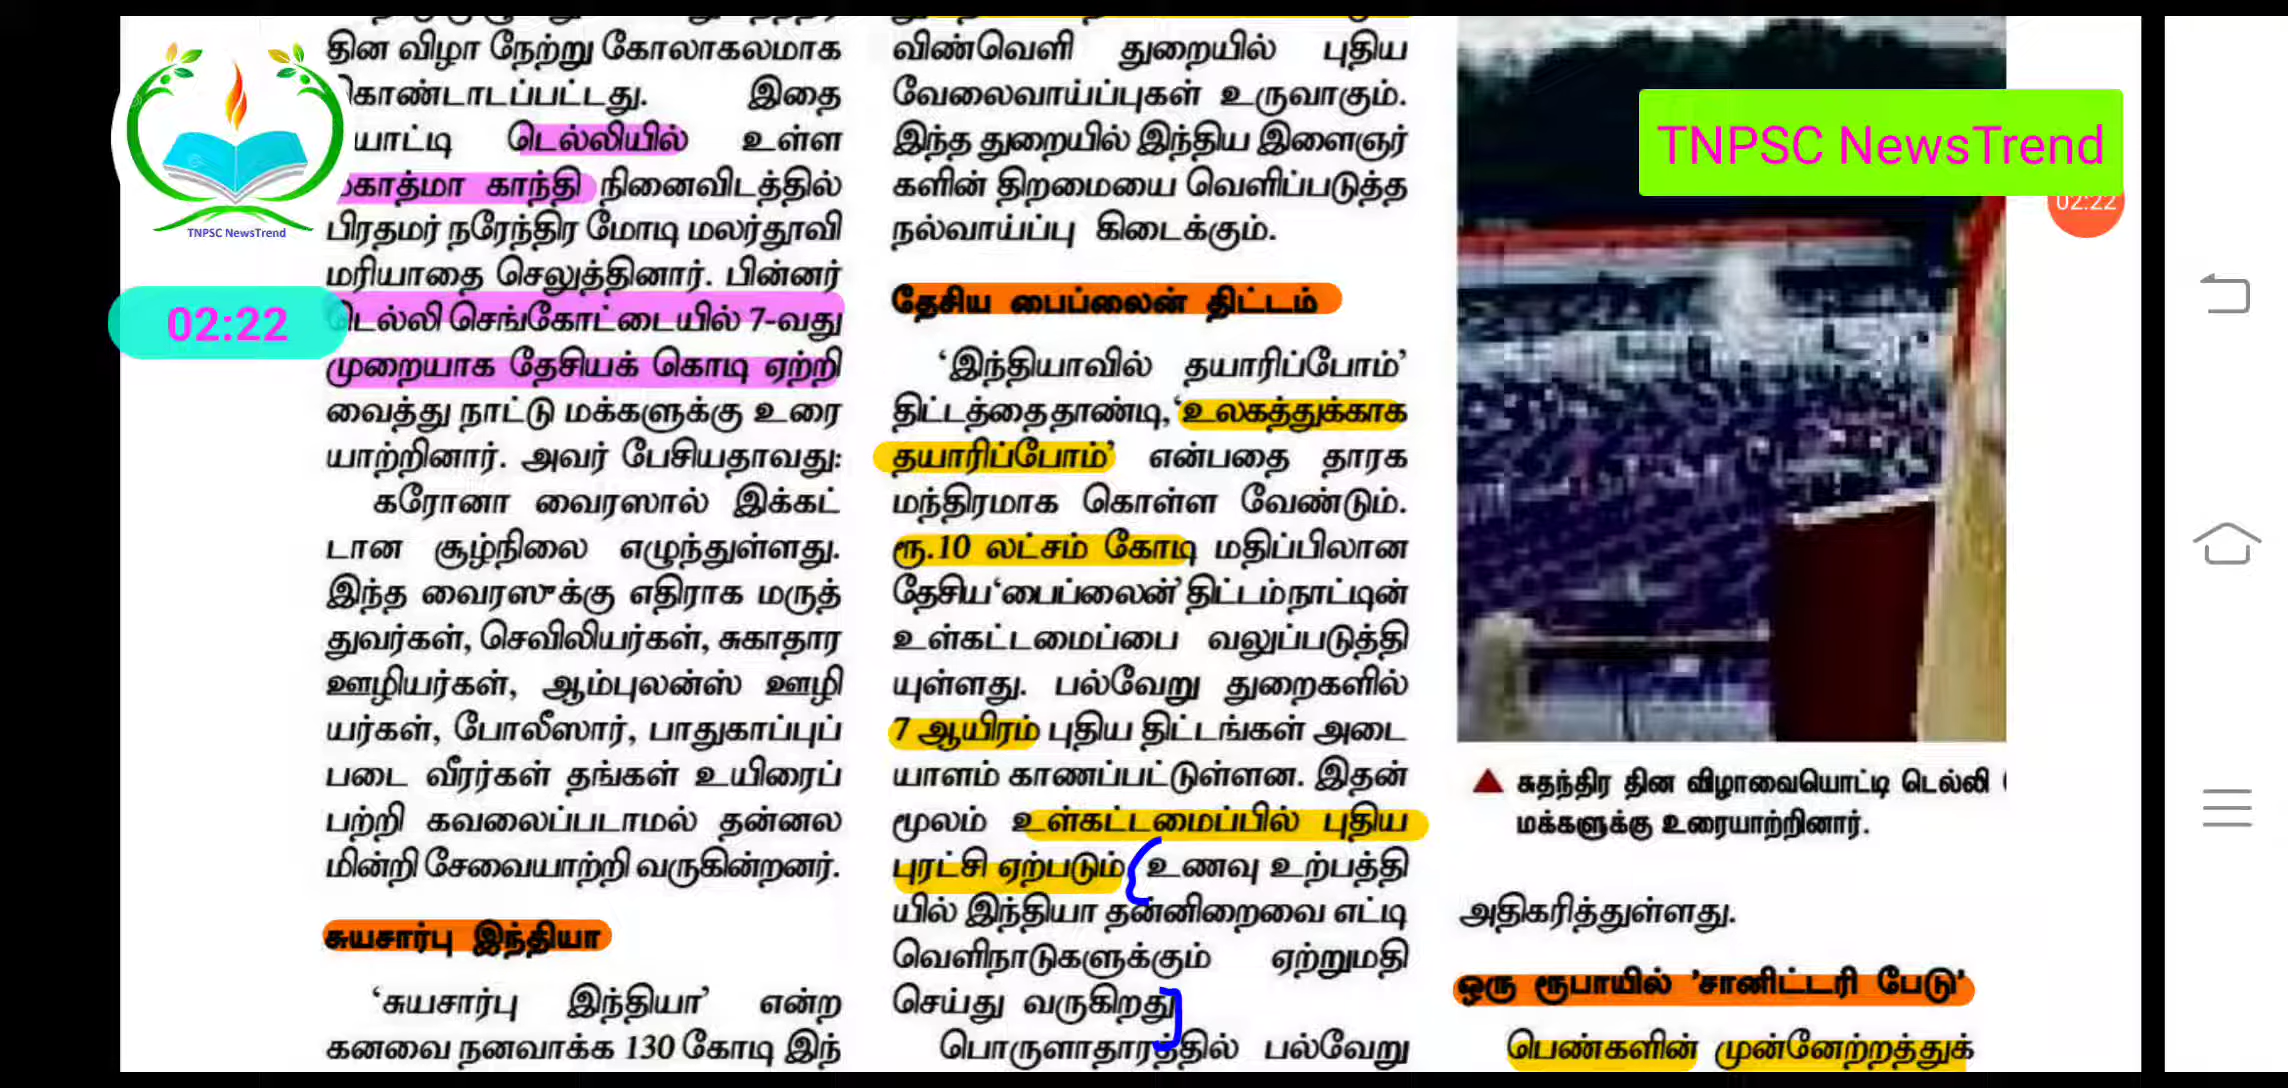 தின விழா நேற்று கோலாகலமாக
கொண்டாடப்பட்டது. இதை
யொட்டி டெல்லியில் உள்ள
மகாத்மா காந்தி நினைவிடத்தில்
பிரதமர் நரேந்திர மோடி மலர்தூவி
மரியாதை செலுத்தினார். பின்னர்
டெல்லி செங்கோட்டையில் 7-வது
முறையாக தேசியக் கொடி ஏற்றி
வைத்து நாட்டு மக்களுக்கு உரை
யாற்றினார். அவர் பேசியதாவது:
கரோனா வைரஸால் இக்கட்
டான சூழ்நிலை எழுந்துள்ளது.
இந்த வைரஸுக்கு எதிராக மருத்
துவர்கள், செவிலியர்கள், சுகாதார
ஊழியர்கள், ஆம்புலன்ஸ் ஊழி
யர்கள், போலீஸார், பாதுகாப்புப்
படை வீரர்கள் தங்கள் உயிரைப்
பற்றி கவலைப்படாமல் தன்னல
மின்றி சேவையாற்றி வருகின்றனர்.
சுயசார்பு இந்தியா
‘சுயசார்பு இந்தியா’ என்ற
கனவை நனவாக்க 130 கோடி இந்
விண்வெளி துறையில் புதிய
வேலைவாய்ப்புகள் உருவாகும்.
இந்த துறையில் இந்திய இளைஞர்
களின் திறமையை வெளிப்படுத்த
நல்வாய்ப்பு கிடைக்கும்.
தேசிய பைப்லைன் திட்டம்
‘இந்தியாவில் தயாரிப்போம்’
திட்டத்தை தாண்டி, ‘உலகத்துக்காக
தயாரிப்போம்’ என்பதை தாரக
மந்திரமாக கொள்ள வேண்டும்.
ரூ.10 லட்சம் கோடி மதிப்பிலான
தேசிய ‘பைப்லைன்’ திட்டம் நாட்டின்
உள்கட்டமைப்பை வலுப்படுத்தி
யுள்ளது. பல்வேறு துறைகளில்
7 ஆயிரம் புதிய திட்டங்கள் அடை
யாளம் காணப்பட்டுள்ளன. இதன்
மூலம் உள்கட்டமைப்பில் புதிய
புரட்சி ஏற்படும். உணவு உற்பத்தி
யில் இந்தியா தன்னிறைவை எட்டி
வெளிநாடுகளுக்கும் ஏற்றுமதி
செய்து வருகிறது.
பொருளாதாரத்தில் பல்வேறு
▲ சுதந்திர தின விழாவையொட்டி டெல்லி
மக்களுக்கு உரையாற்றினார்.
அதிகரித்துள்ளது.
ஒரு ரூபாயில் 'சானிட்டரி பேடு'
பெண்களின் முன்னேற்றத்துக்
TNPSC NewsTrend
02:22
TNPSC NewsTrend
02:22